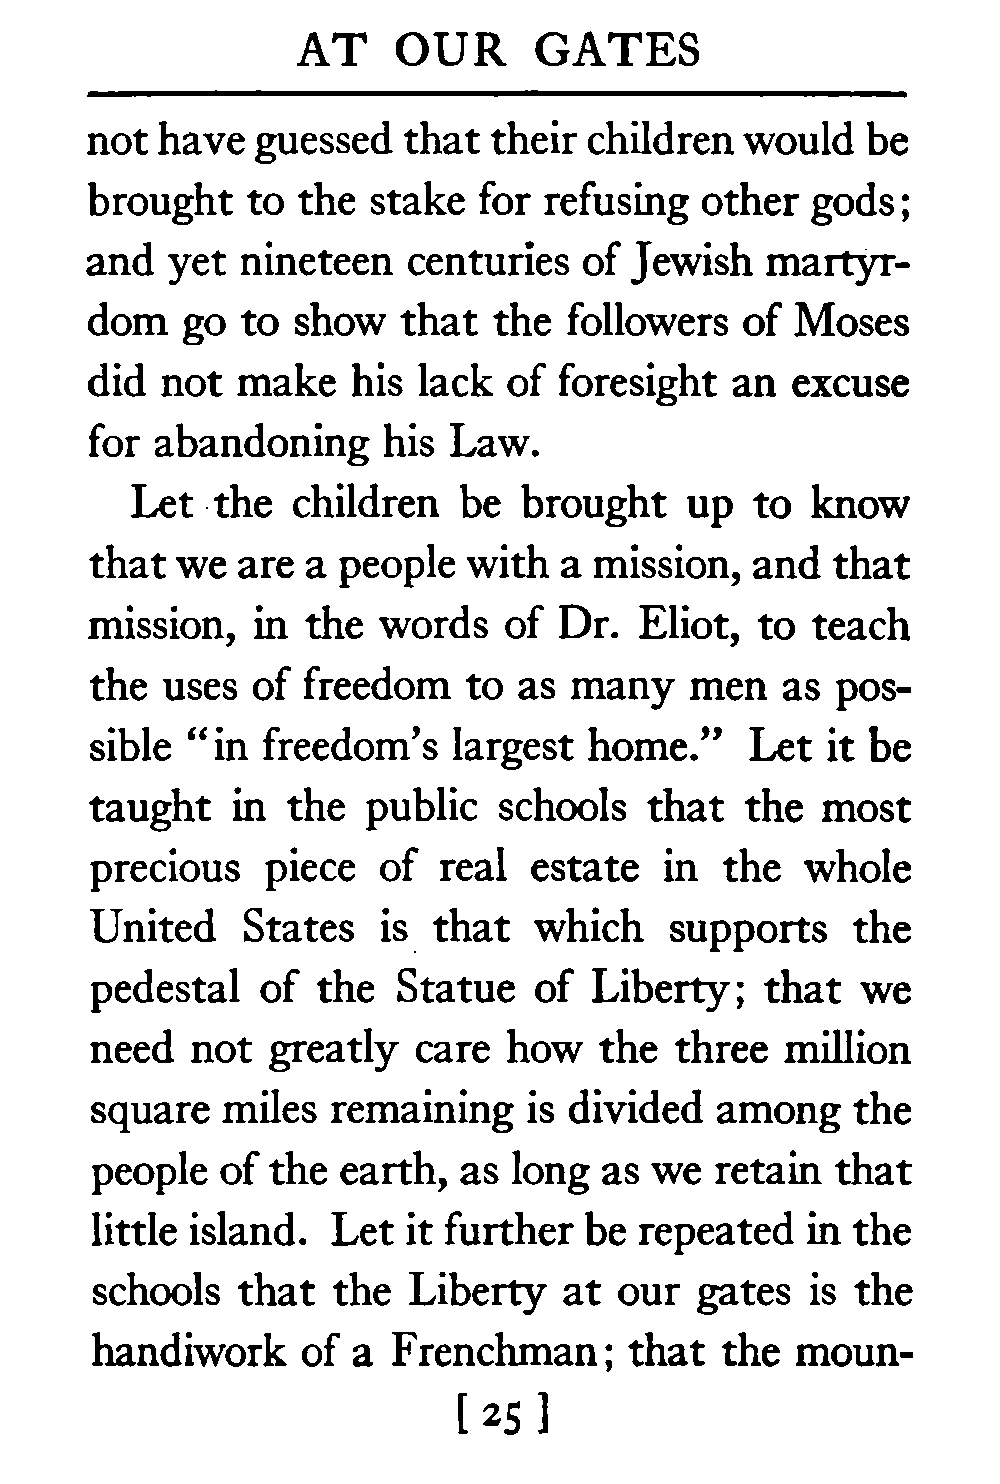 AT OUR GATES
not have guessed that their children would be
brought to the stake for refusing other gods;
and yet nineteen centuries of Jewish martyr-
dom go to show that the followers of Moses
did not make his lack of foresight an excuse
for abandoning his Law.
Let the children be brought up to know
that we are a people with a mission, and that
mission, in the words of Dr. Eliot, to teach
the uses of freedom to as many men as pos-
sible "in freedom's largest home." Let it be
taught in the public schools that the most
precious piece of real estate in the whole
United States is that which supports the
pedestal of the Statue of Liberty; that we
need not greatly care how the three million
square miles remaining is divided among the
people of the earth, as long as we retain that
little island. Let it further be repeated in the
schools that the Liberty at our gates is the
handiwork of a Frenchman; that the moun-
[ 25 ]